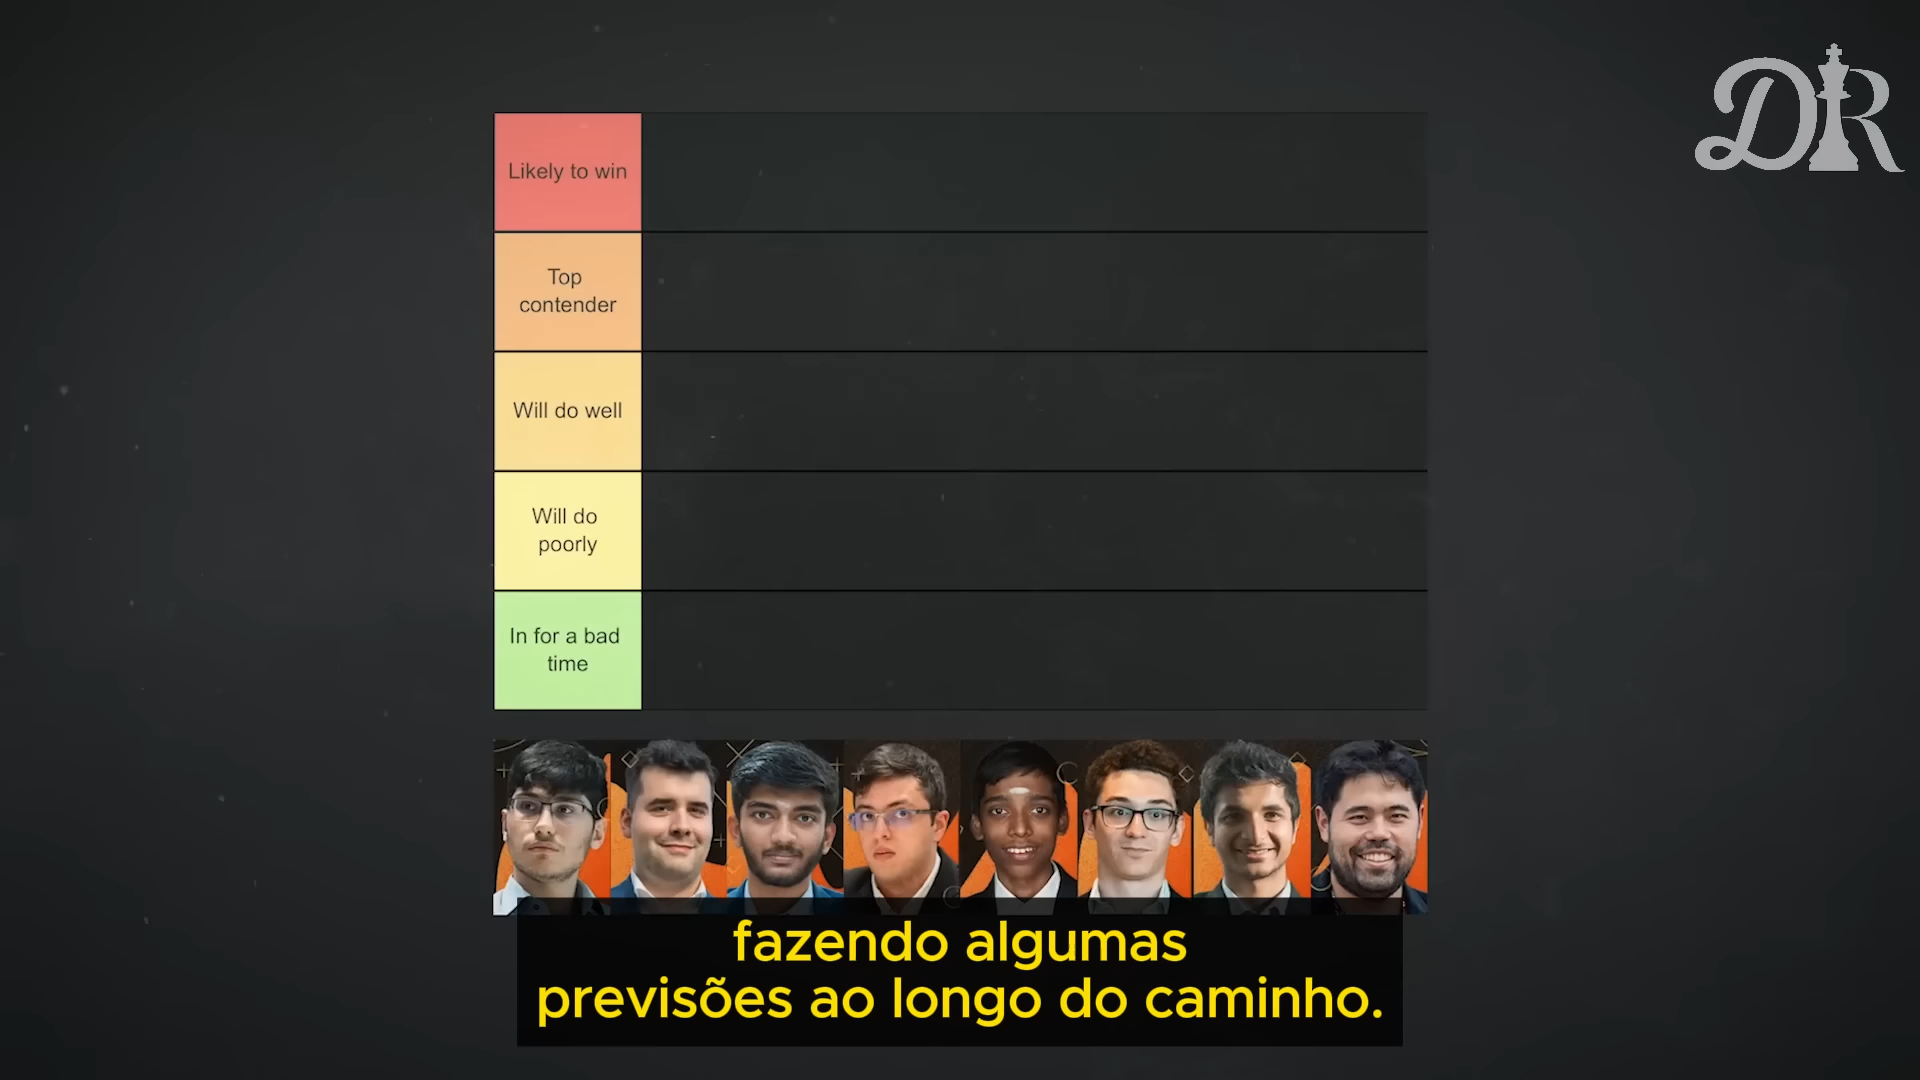 DR
Likely to win
Top
contender
Will do well
Will do
poorly
In for a bad
time
fazendo algumas
previsões ao longo do caminho.